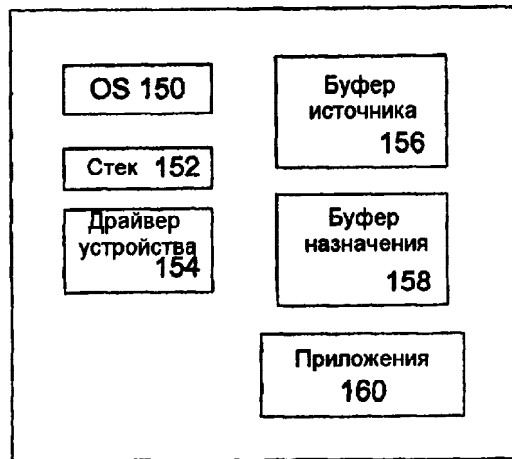 OS 150
Стек 152
Драйвер
устройства
154
Буфер
источника
156
Буфер
назначения
158
Приложения
160